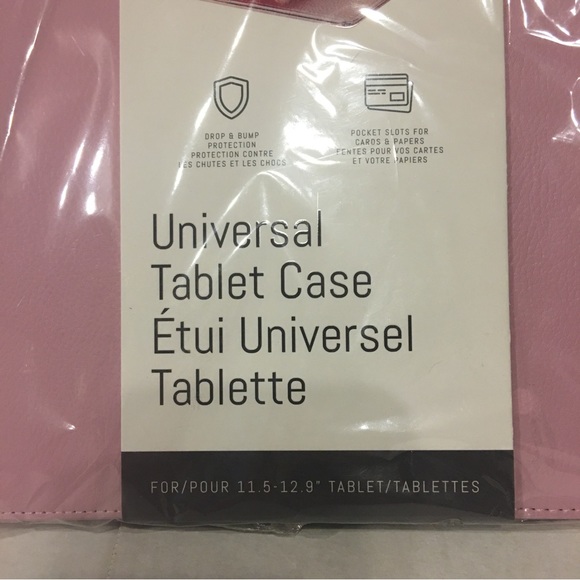 DROP & BUMP
PROTECTION
PROTECTION CONTRE
LES CHUTES ET LES CHOCS
POCKET SLOTS FOR
CARDS & PAPERS
FENTES POUR VOS CARTES
ET VOTRE PAPIERS
Universal
Tablet Case
Étui Universel
Tablette
FOR/POUR 11.5-12.9" TABLET/TABLETTES